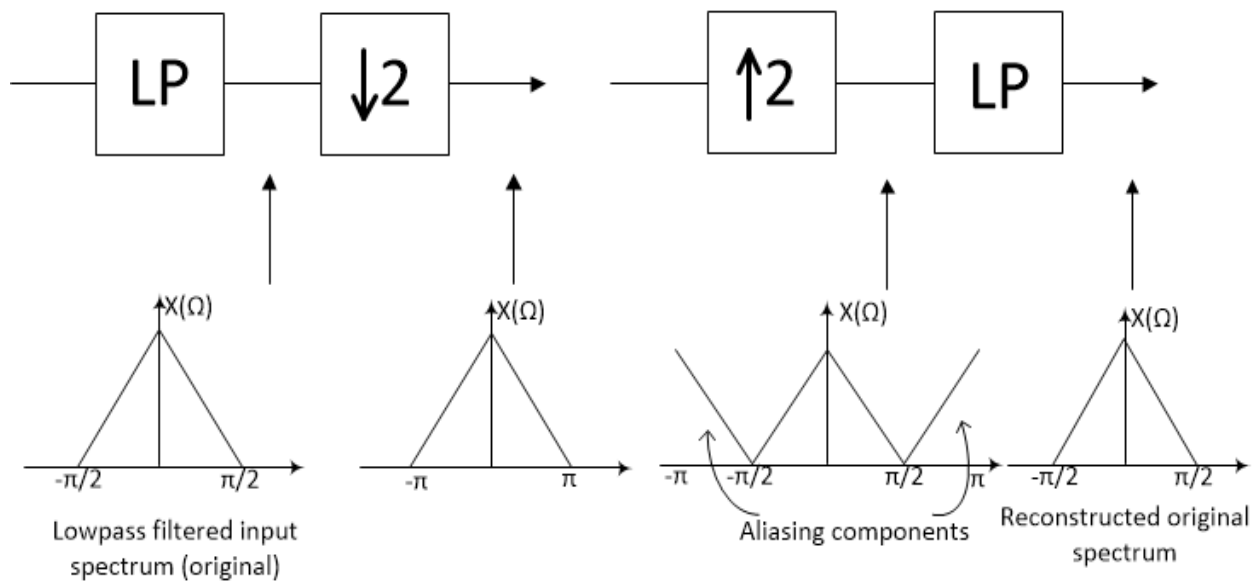 LP
↓2
↑2
LP
X(Ω)
X(Ω)
X(Ω)
X(Ω)
-π/2
π/2
-π
π
-π
-π/2
π/2
π
-π/2
π/2
Lowpass filtered input
spectrum (original)
Aliasing components
Reconstructed original
spectrum